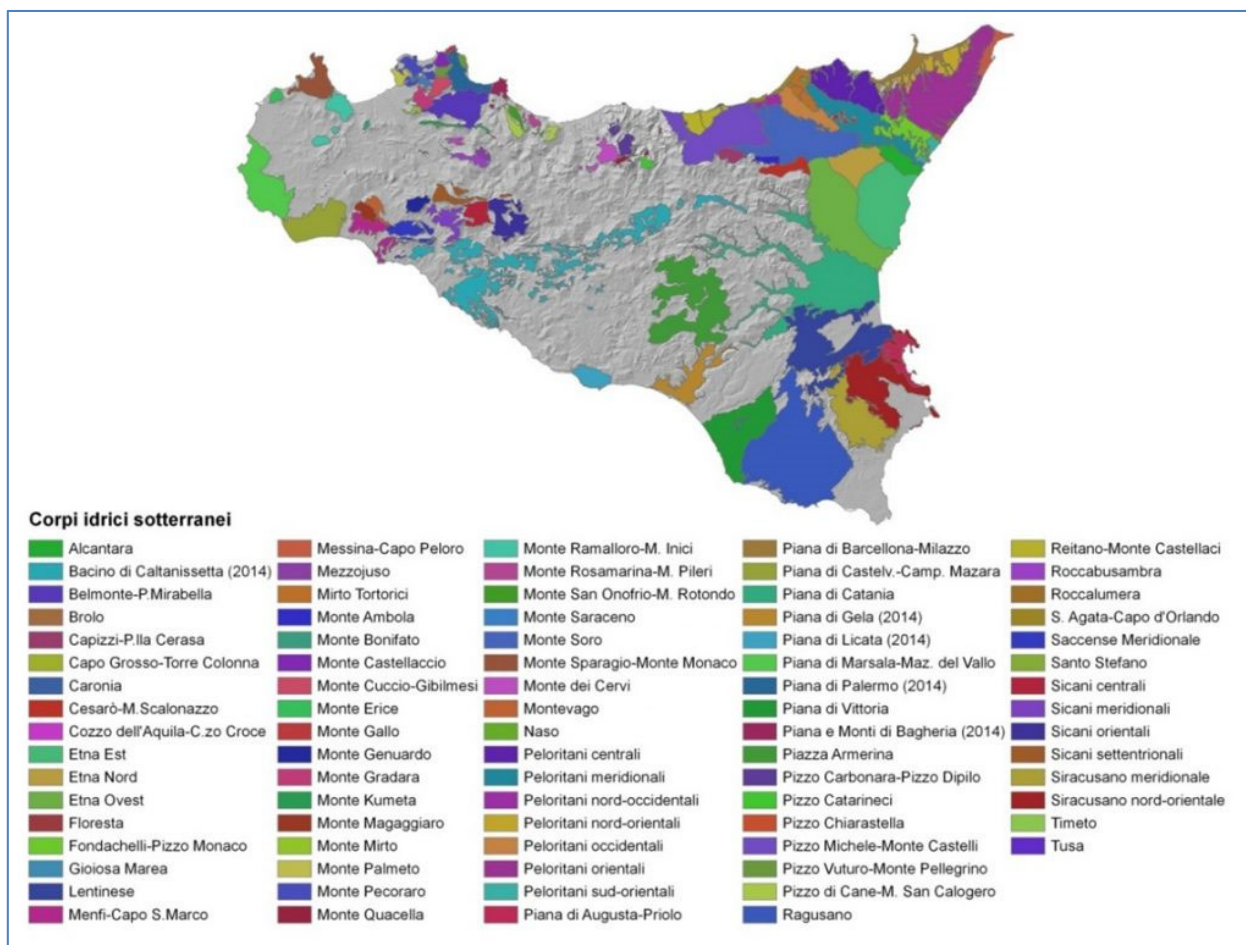 Corpi idrici sotterranei
Alcantara
Bacino di Caltanissetta (2014)
Belmonte-P.Mirabella
Brolo
Capizzi-P.lla Cerasa
Capo Grosso-Torre Colonna
Caronia
Cesarò-M.Scalonazzo
Cozzo dell'Aquila-C.zo Croce
Etna Est
Etna Nord
Etna Ovest
Floresta
Fondachelli-Pizzo Monaco
Gioiosa Marea
Lentinese
Menfi-Capo S.Marco
Messina-Capo Peloro
Mezzojuso
Mirto Tortorici
Monte Ambola
Monte Bonifato
Monte Castellaccio
Monte Cuccio-Gibilmesi
Monte Erice
Monte Gallo
Monte Genuardo
Monte Gradara
Monte Kumeta
Monte Magaggiaro
Monte Mirto
Monte Palmeto
Monte Pecoraro
Monte Quacella
Monte Ramalloro-M. Inici
Monte Rosamarina-M. Pileri
Monte San Onofrio-M. Rotondo
Monte Saraceno
Monte Soro
Monte Sparagio-Monte Monaco
Monte dei Cervi
Montevago
Naso
Peloritani centrali
Peloritani meridionali
Peloritani nord-occidentali
Peloritani nord-orientali
Peloritani occidentali
Peloritani orientali
Peloritani sud-orientali
Piana di Augusta-Priolo
Piana di Barcellona-Milazzo
Piana di Castelv.-Camp. Mazara
Piana di Catania
Piana di Gela (2014)
Piana di Licata (2014)
Piana di Marsala-Maz. del Vallo
Piana di Palermo (2014)
Piana di Vittoria
Piana e Monti di Bagheria (2014)
Piazza Armerina
Pizzo Carbonara-Pizzo Dipilo
Pizzo Catarineci
Pizzo Chiarastella
Pizzo Michele-Monte Castelli
Pizzo Vuturo-Monte Pellegrino
Pizzo di Cane-M. San Calogero
Ragusano
Reitano-Monte Castellaci
Roccabusambra
Roccalumera
S. Agata-Capo d'Orlando
Saccense Meridionale
Santo Stefano
Sicani centrali
Sicani meridionali
Sicani orientali
Sicani settentrionali
Siracusano meridionale
Siracusano nord-orientale
Timeto
Tusa